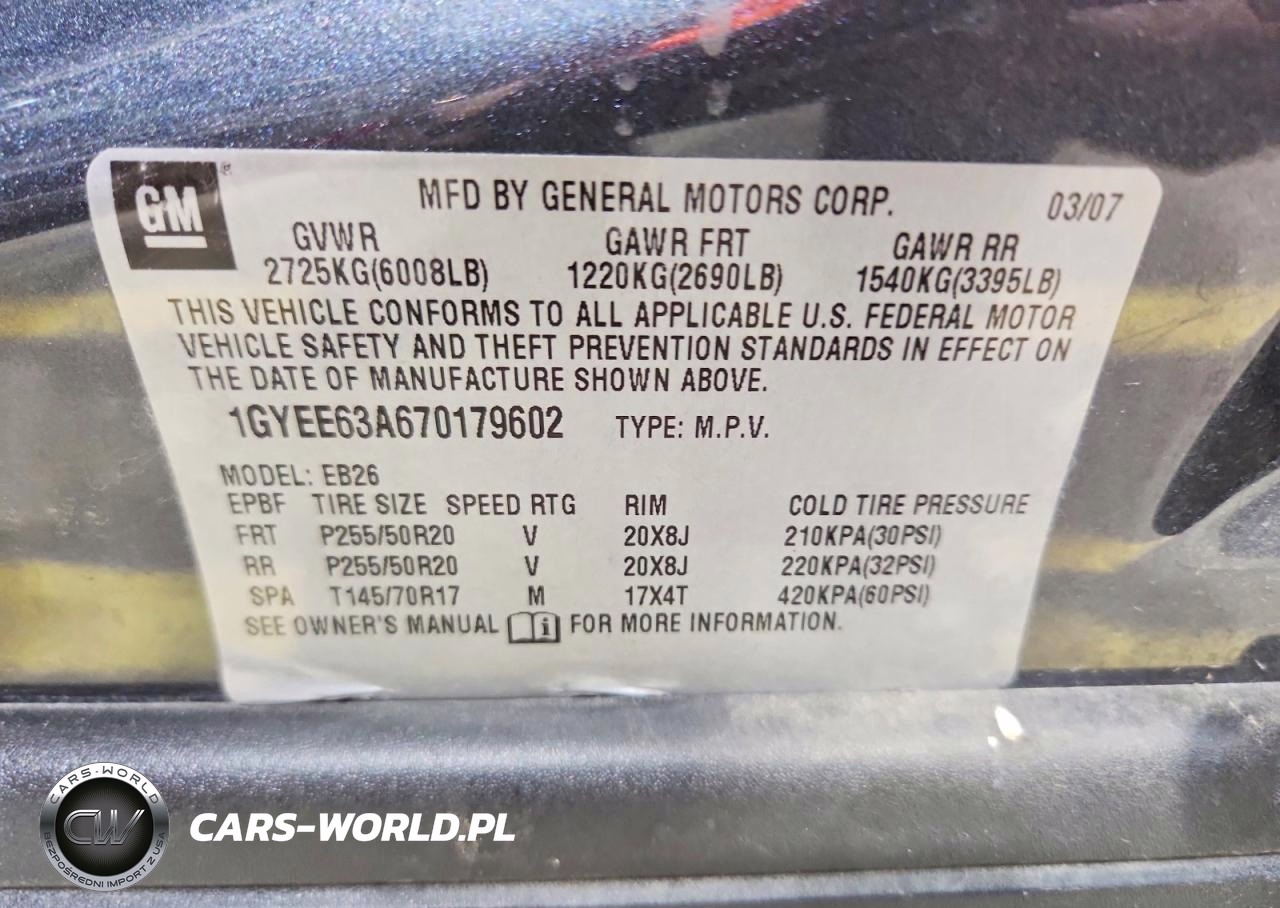 GM®
MFD BY GENERAL MOTORS CORP. 03/07
GVWR GAWR FRT GAWR RR
2725KG(6008LB) 1220KG(2690LB) 1540KG(3395LB)
THIS VEHICLE CONFORMS TO ALL APPLICABLE U.S. FEDERAL MOTOR
VEHICLE SAFETY AND THEFT PREVENTION STANDARDS IN EFFECT ON
THE DATE OF MANUFACTURE SHOWN ABOVE.
1GYEE63A670179602 TYPE: M.P.V.
MODEL: EB26
EPBF TIRE SIZE SPEED RTG RIM COLD TIRE PRESSURE
FRT P255/50R20 V 20X8J 210KPA(30PSI)
RR P255/50R20 V 20X8J 220KPA(32PSI)
SPA T145/70R17 M 17X4T 420KPA(60PSI)
SEE OWNER'S MANUAL i FOR MORE INFORMATION.
CARS-WORLD
CW
BEZPOŚREDNI IMPORT Z USA
CARS-WORLD.PL